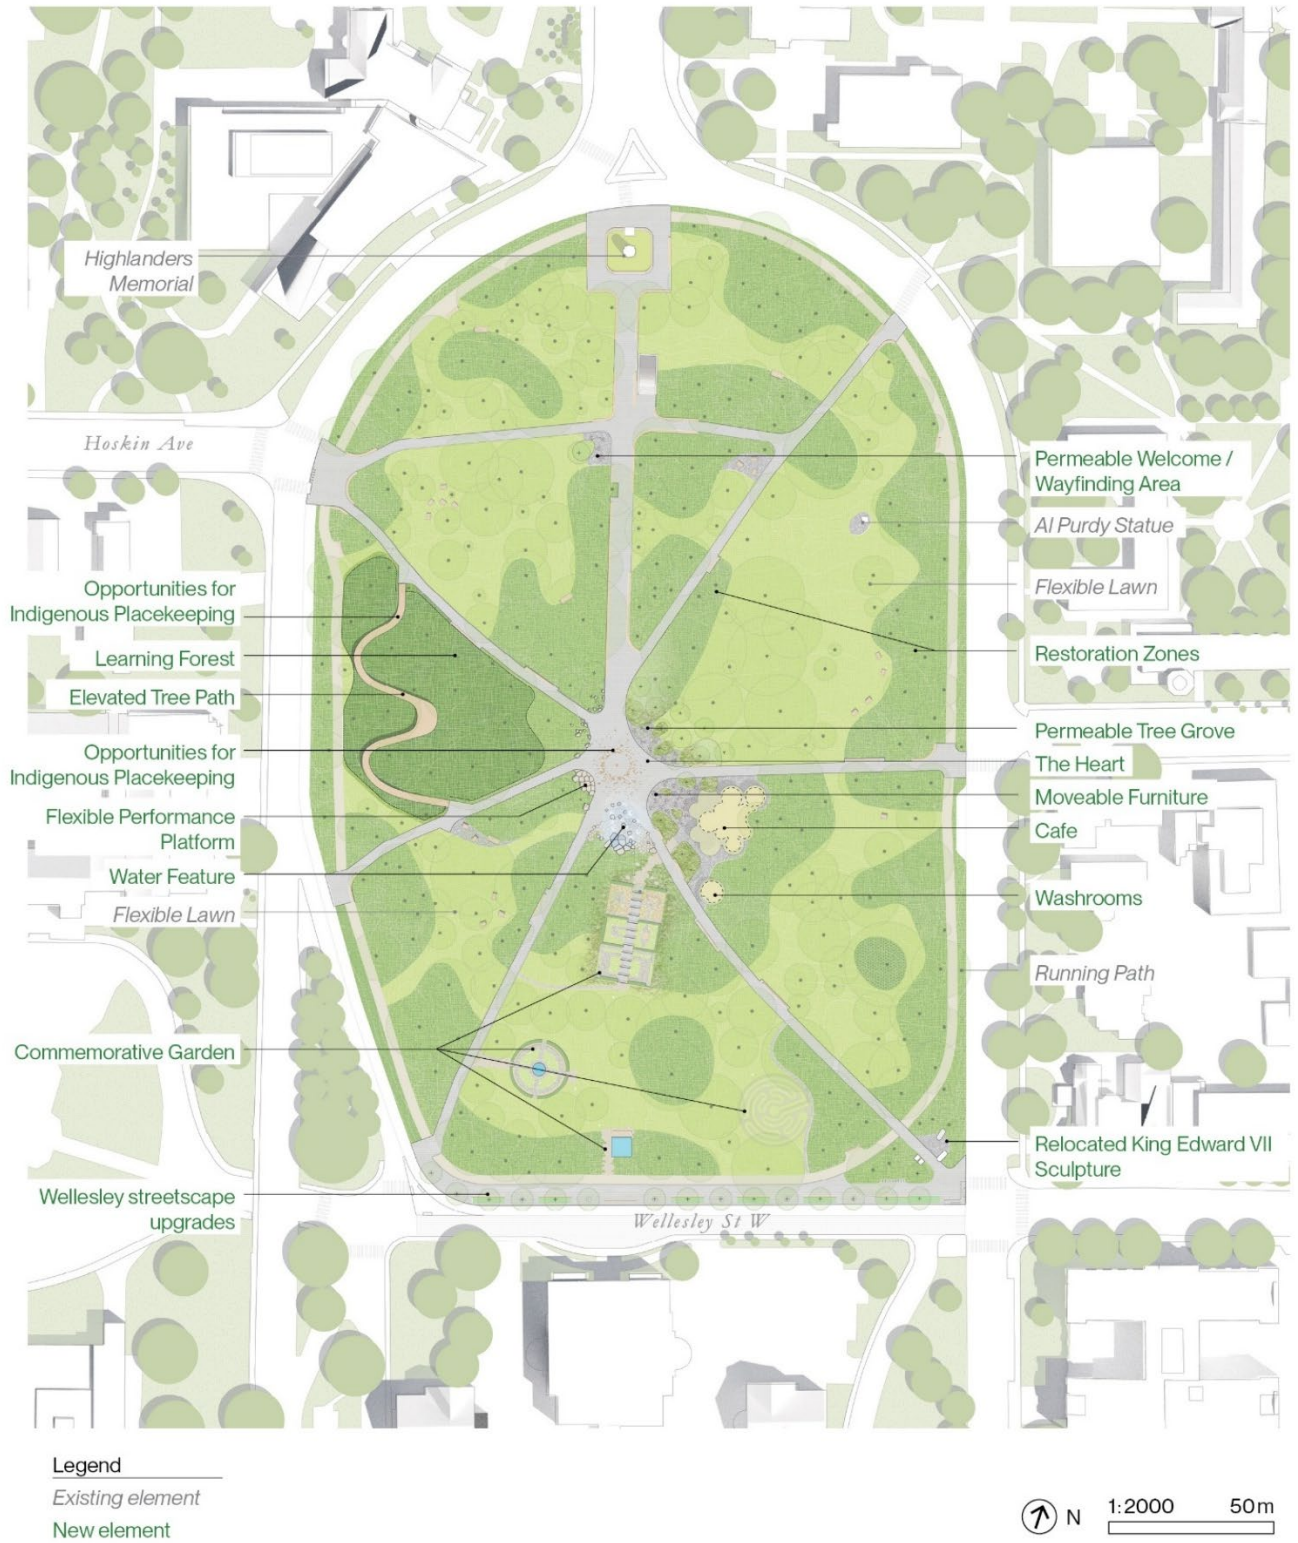 Highlanders
Memorial
Hoskin Ave
Permeable Welcome /
Wayfinding Area
Al Purdy Statue
Opportunities for
Indigenous Placekeeping
Flexible Lawn
Learning Forest
Restoration Zones
Elevated Tree Path
Permeable Tree Grove
Opportunities for
Indigenous Placekeeping
The Heart
Moveable Furniture
Flexible Performance
Platform
Cafe
Water Feature
Washrooms
Flexible Lawn
Running Path
Commemorative Garden
Relocated King Edward VII
Sculpture
Wellesley streetscape
upgrades
Wellesley St W
Legend
Existing element
New element
N
1:2000 50m